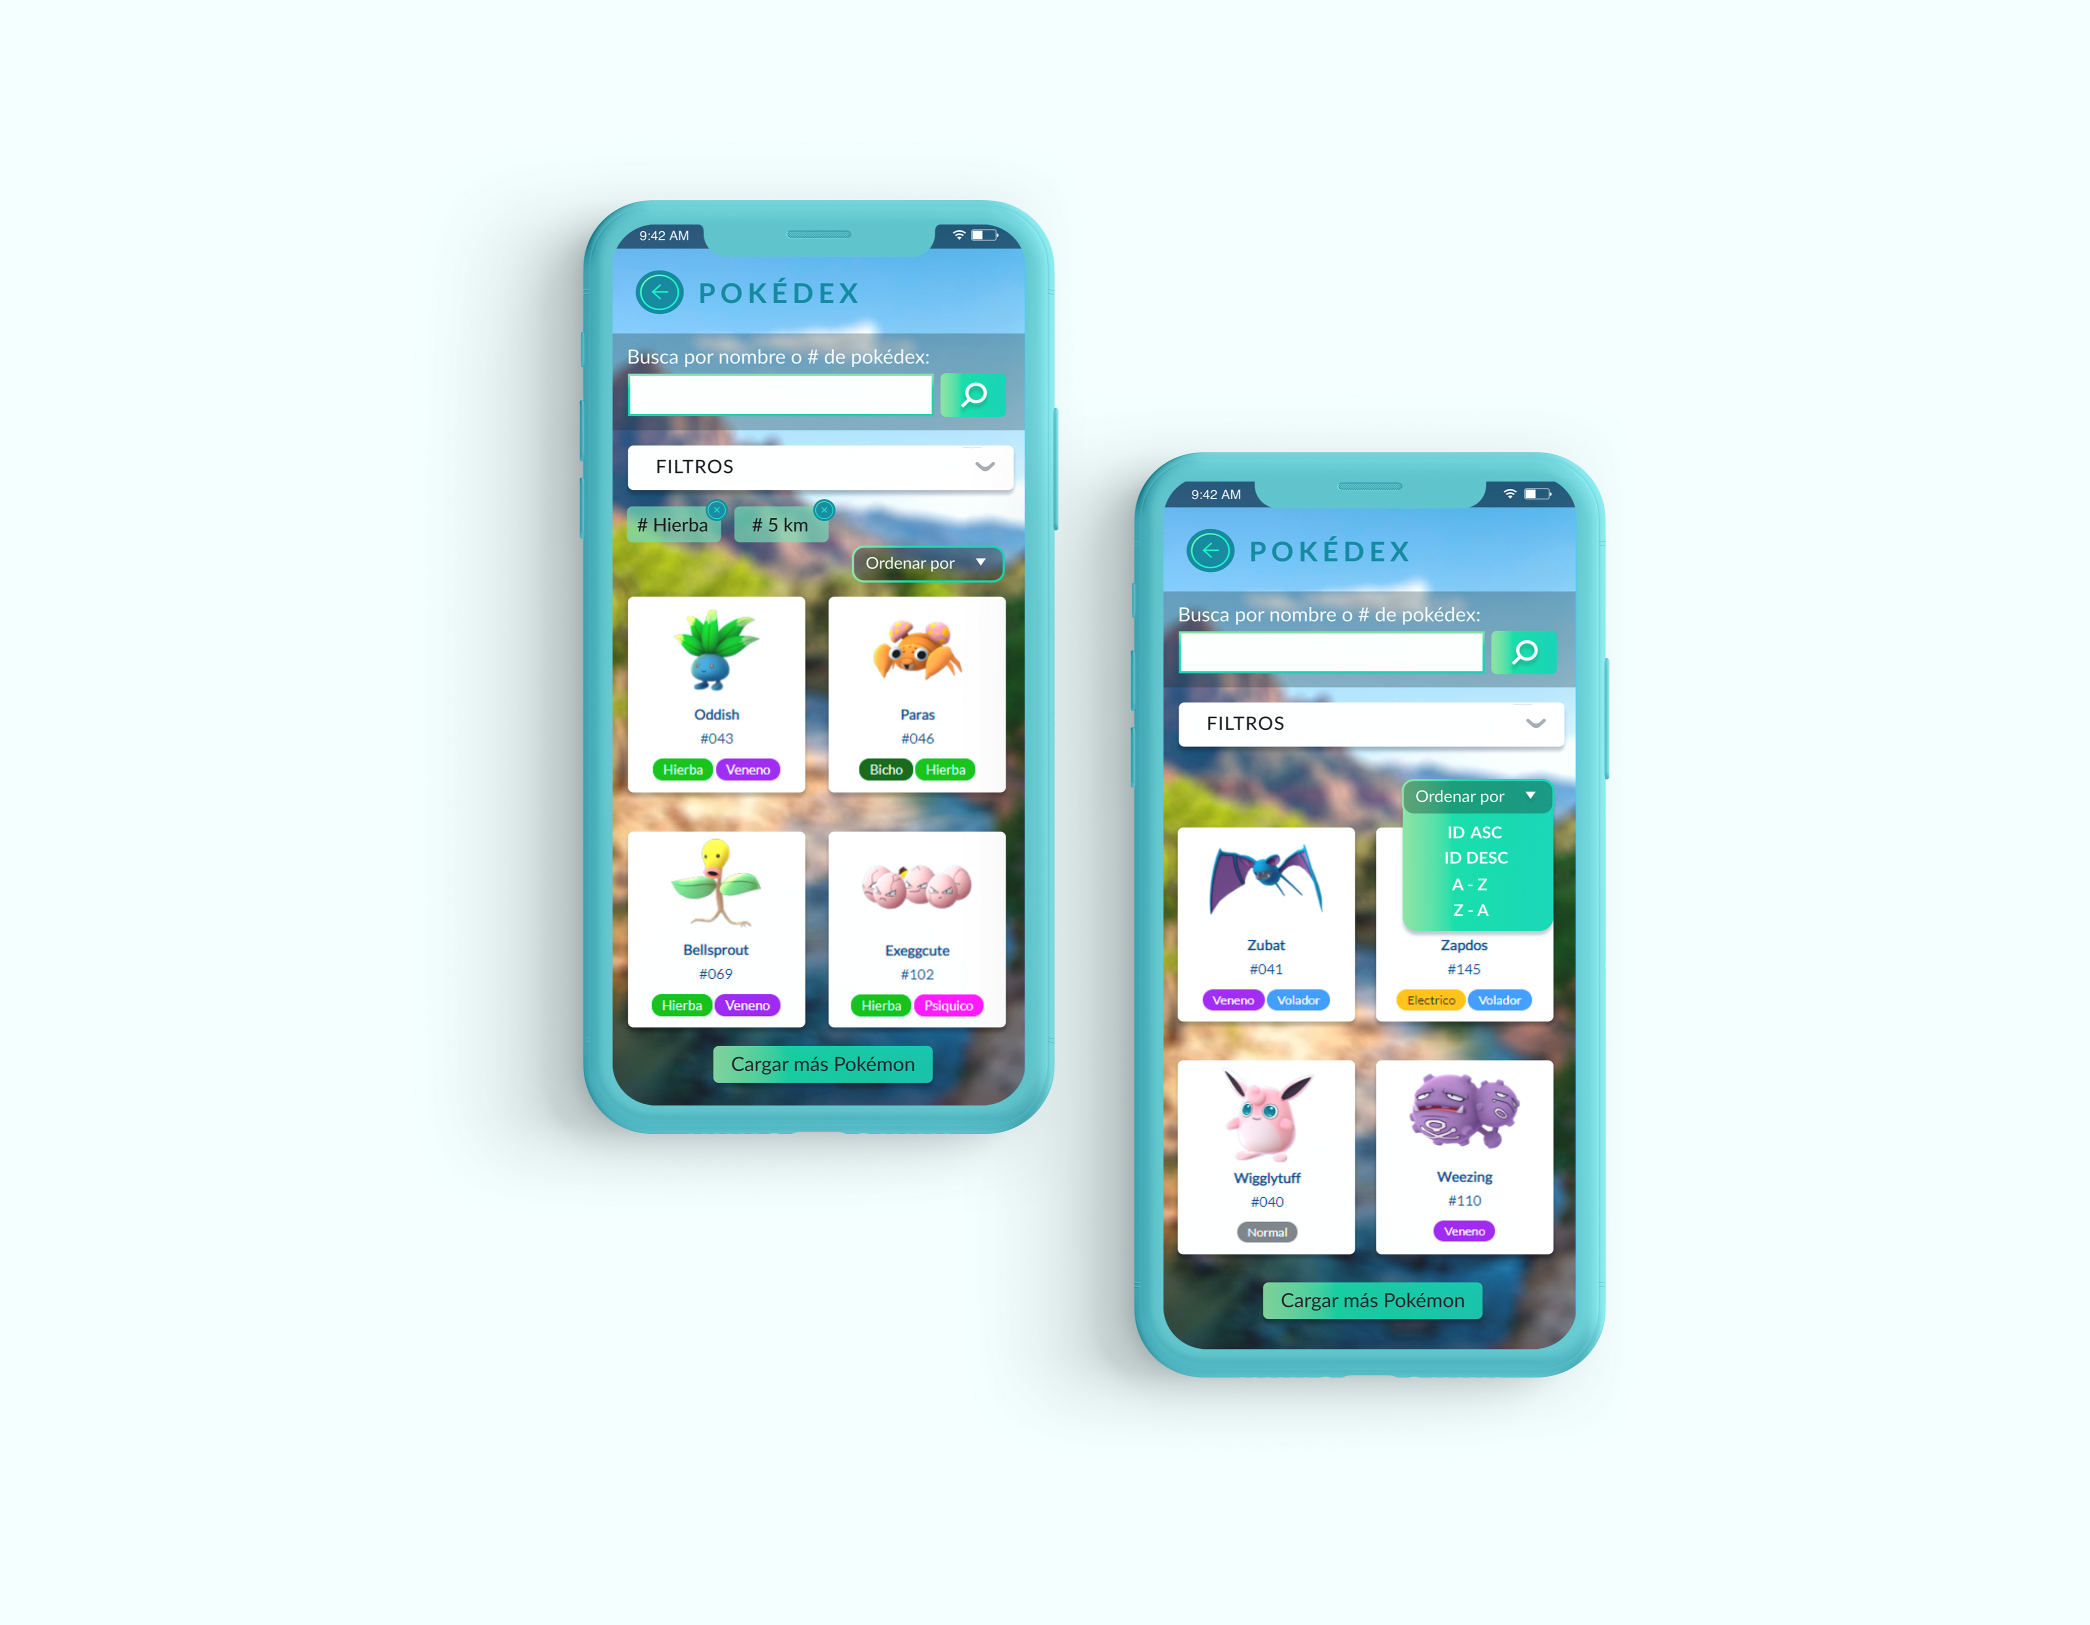 9:42 AM
POKÉDEX
Busca por nombre o # de pokédex:
FILTROS
# Hierba # 5 km
Ordenar por
Oddish
#043
Hierba Veneno
Paras
#046
Bicho Hierba
Bellsprout
#069
Hierba Veneno
Exeggcute
#102
Hierba Psiquico
Cargar más Pokémon
9:42 AM
POKÉDEX
Busca por nombre o # de pokédex:
FILTROS
Ordenar por
ID ASC
ID DESC
A - Z
Z - A
Zubat
#041
Veneno Volador
Zapdos
#145
Electrico Volador
Wigglytuff
#040
Normal
Weezing
#110
Veneno
Cargar más Pokémon